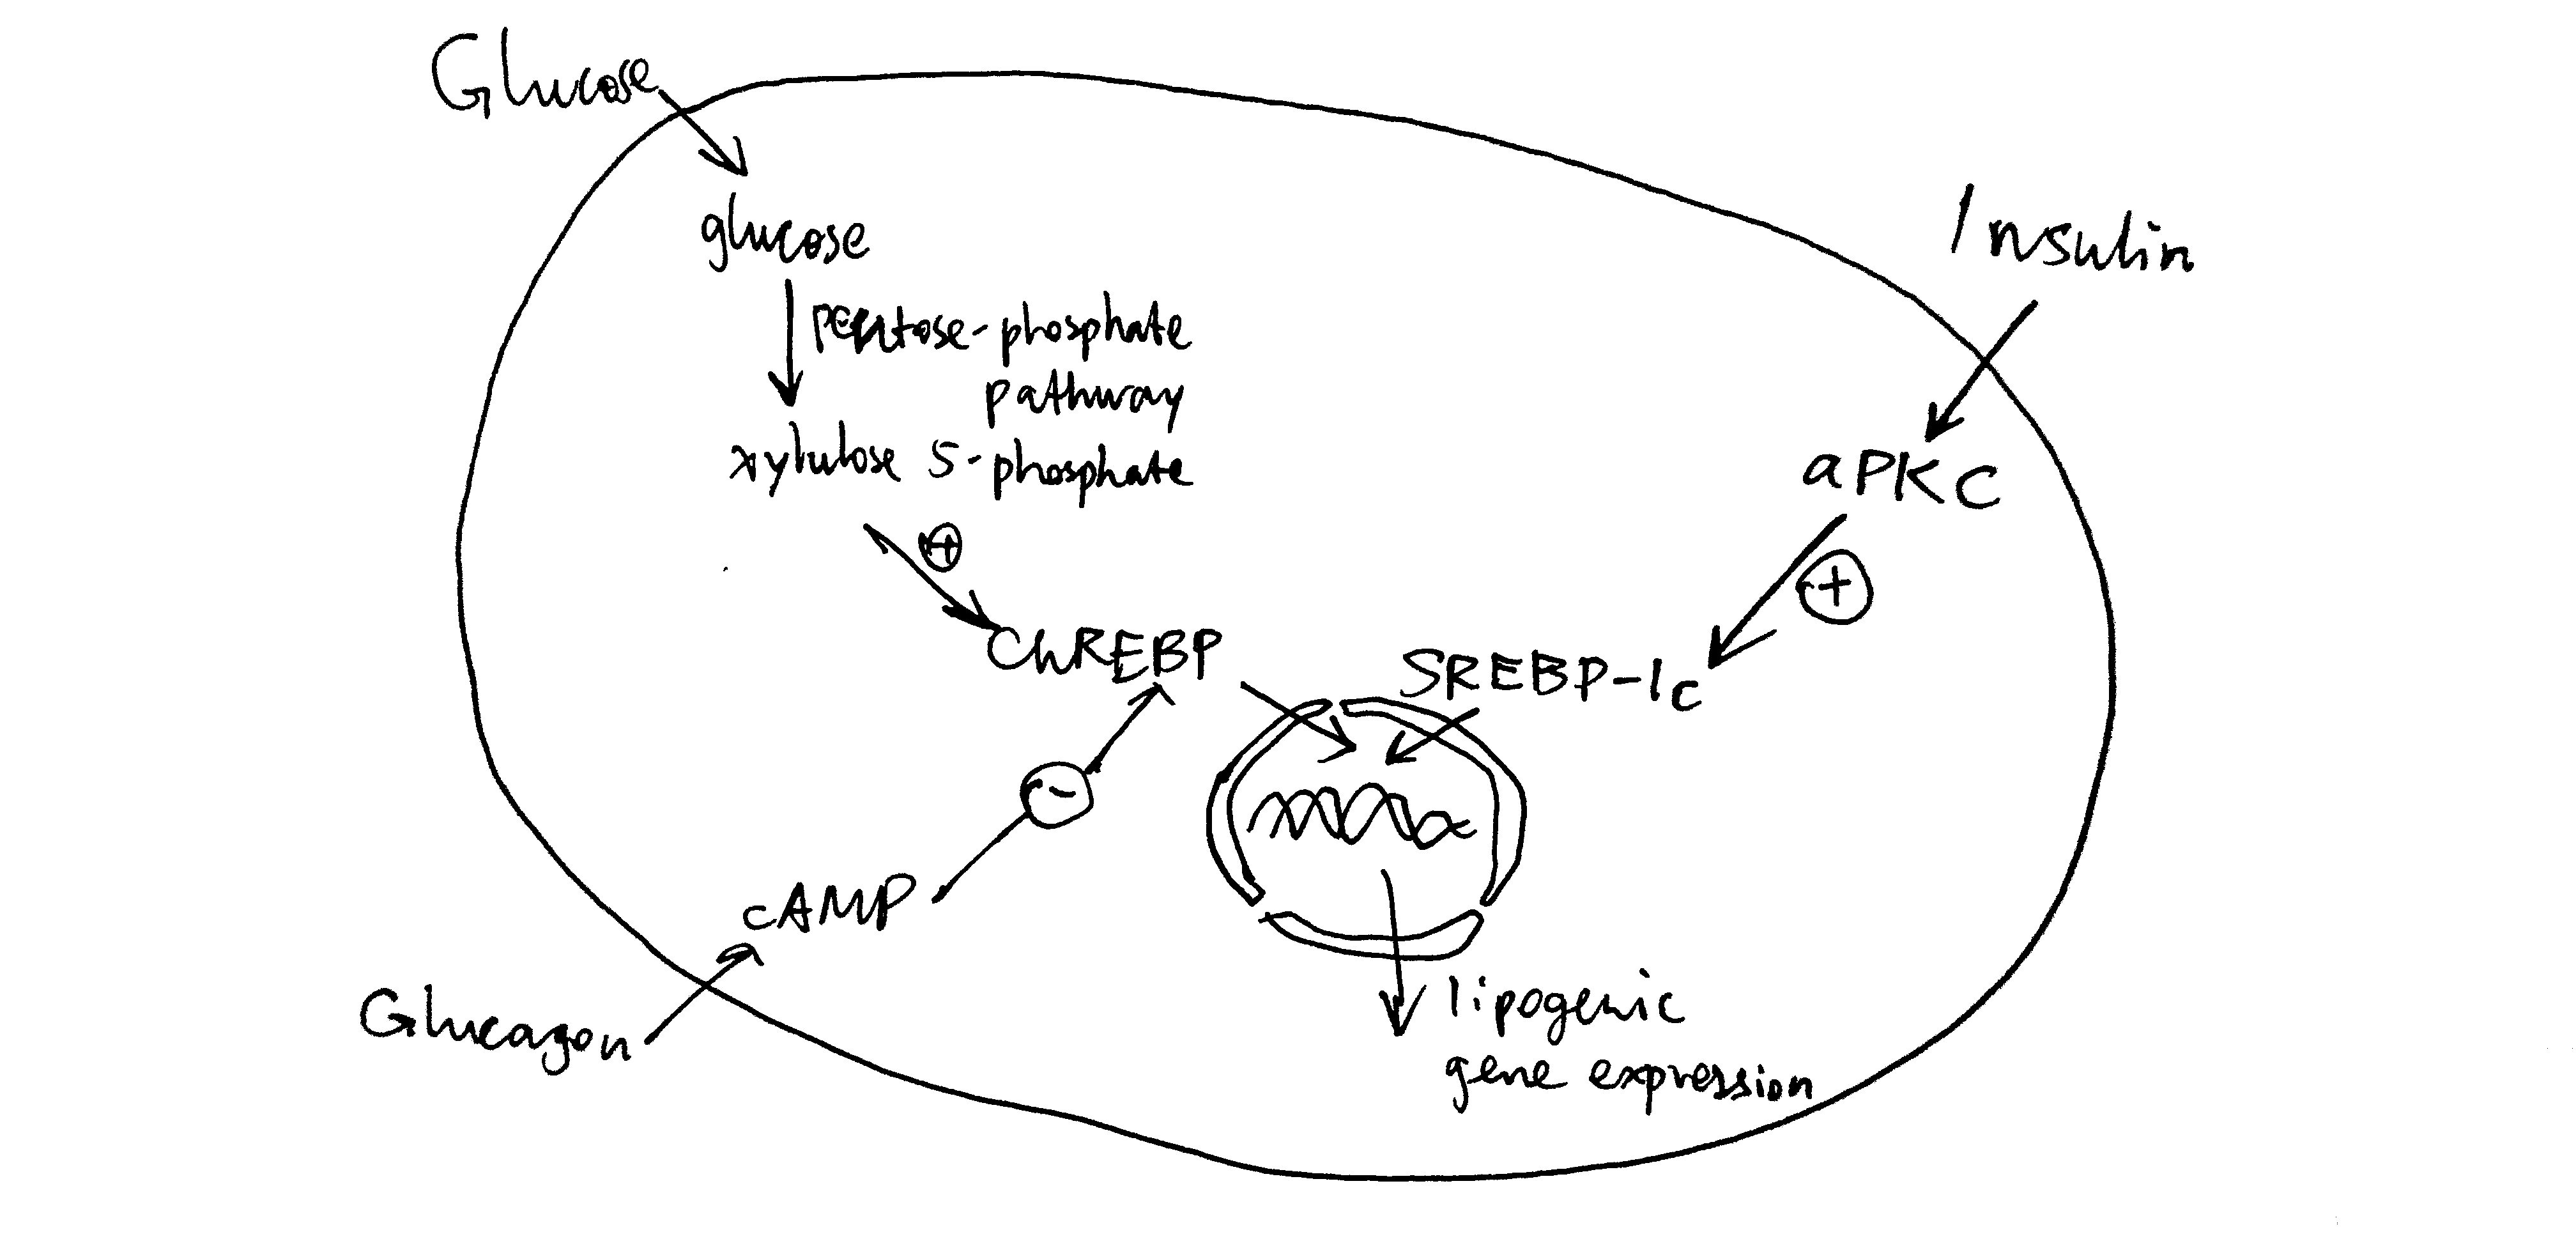 Glucose
glucose
Pentose-phosphate
pathway
xylulose 5-phosphate
⊕
Insulin
aPKC
⊕
ChREBP
SREBP-1c
⊖
cAMP
Glucagon
lipogenic
gene expression